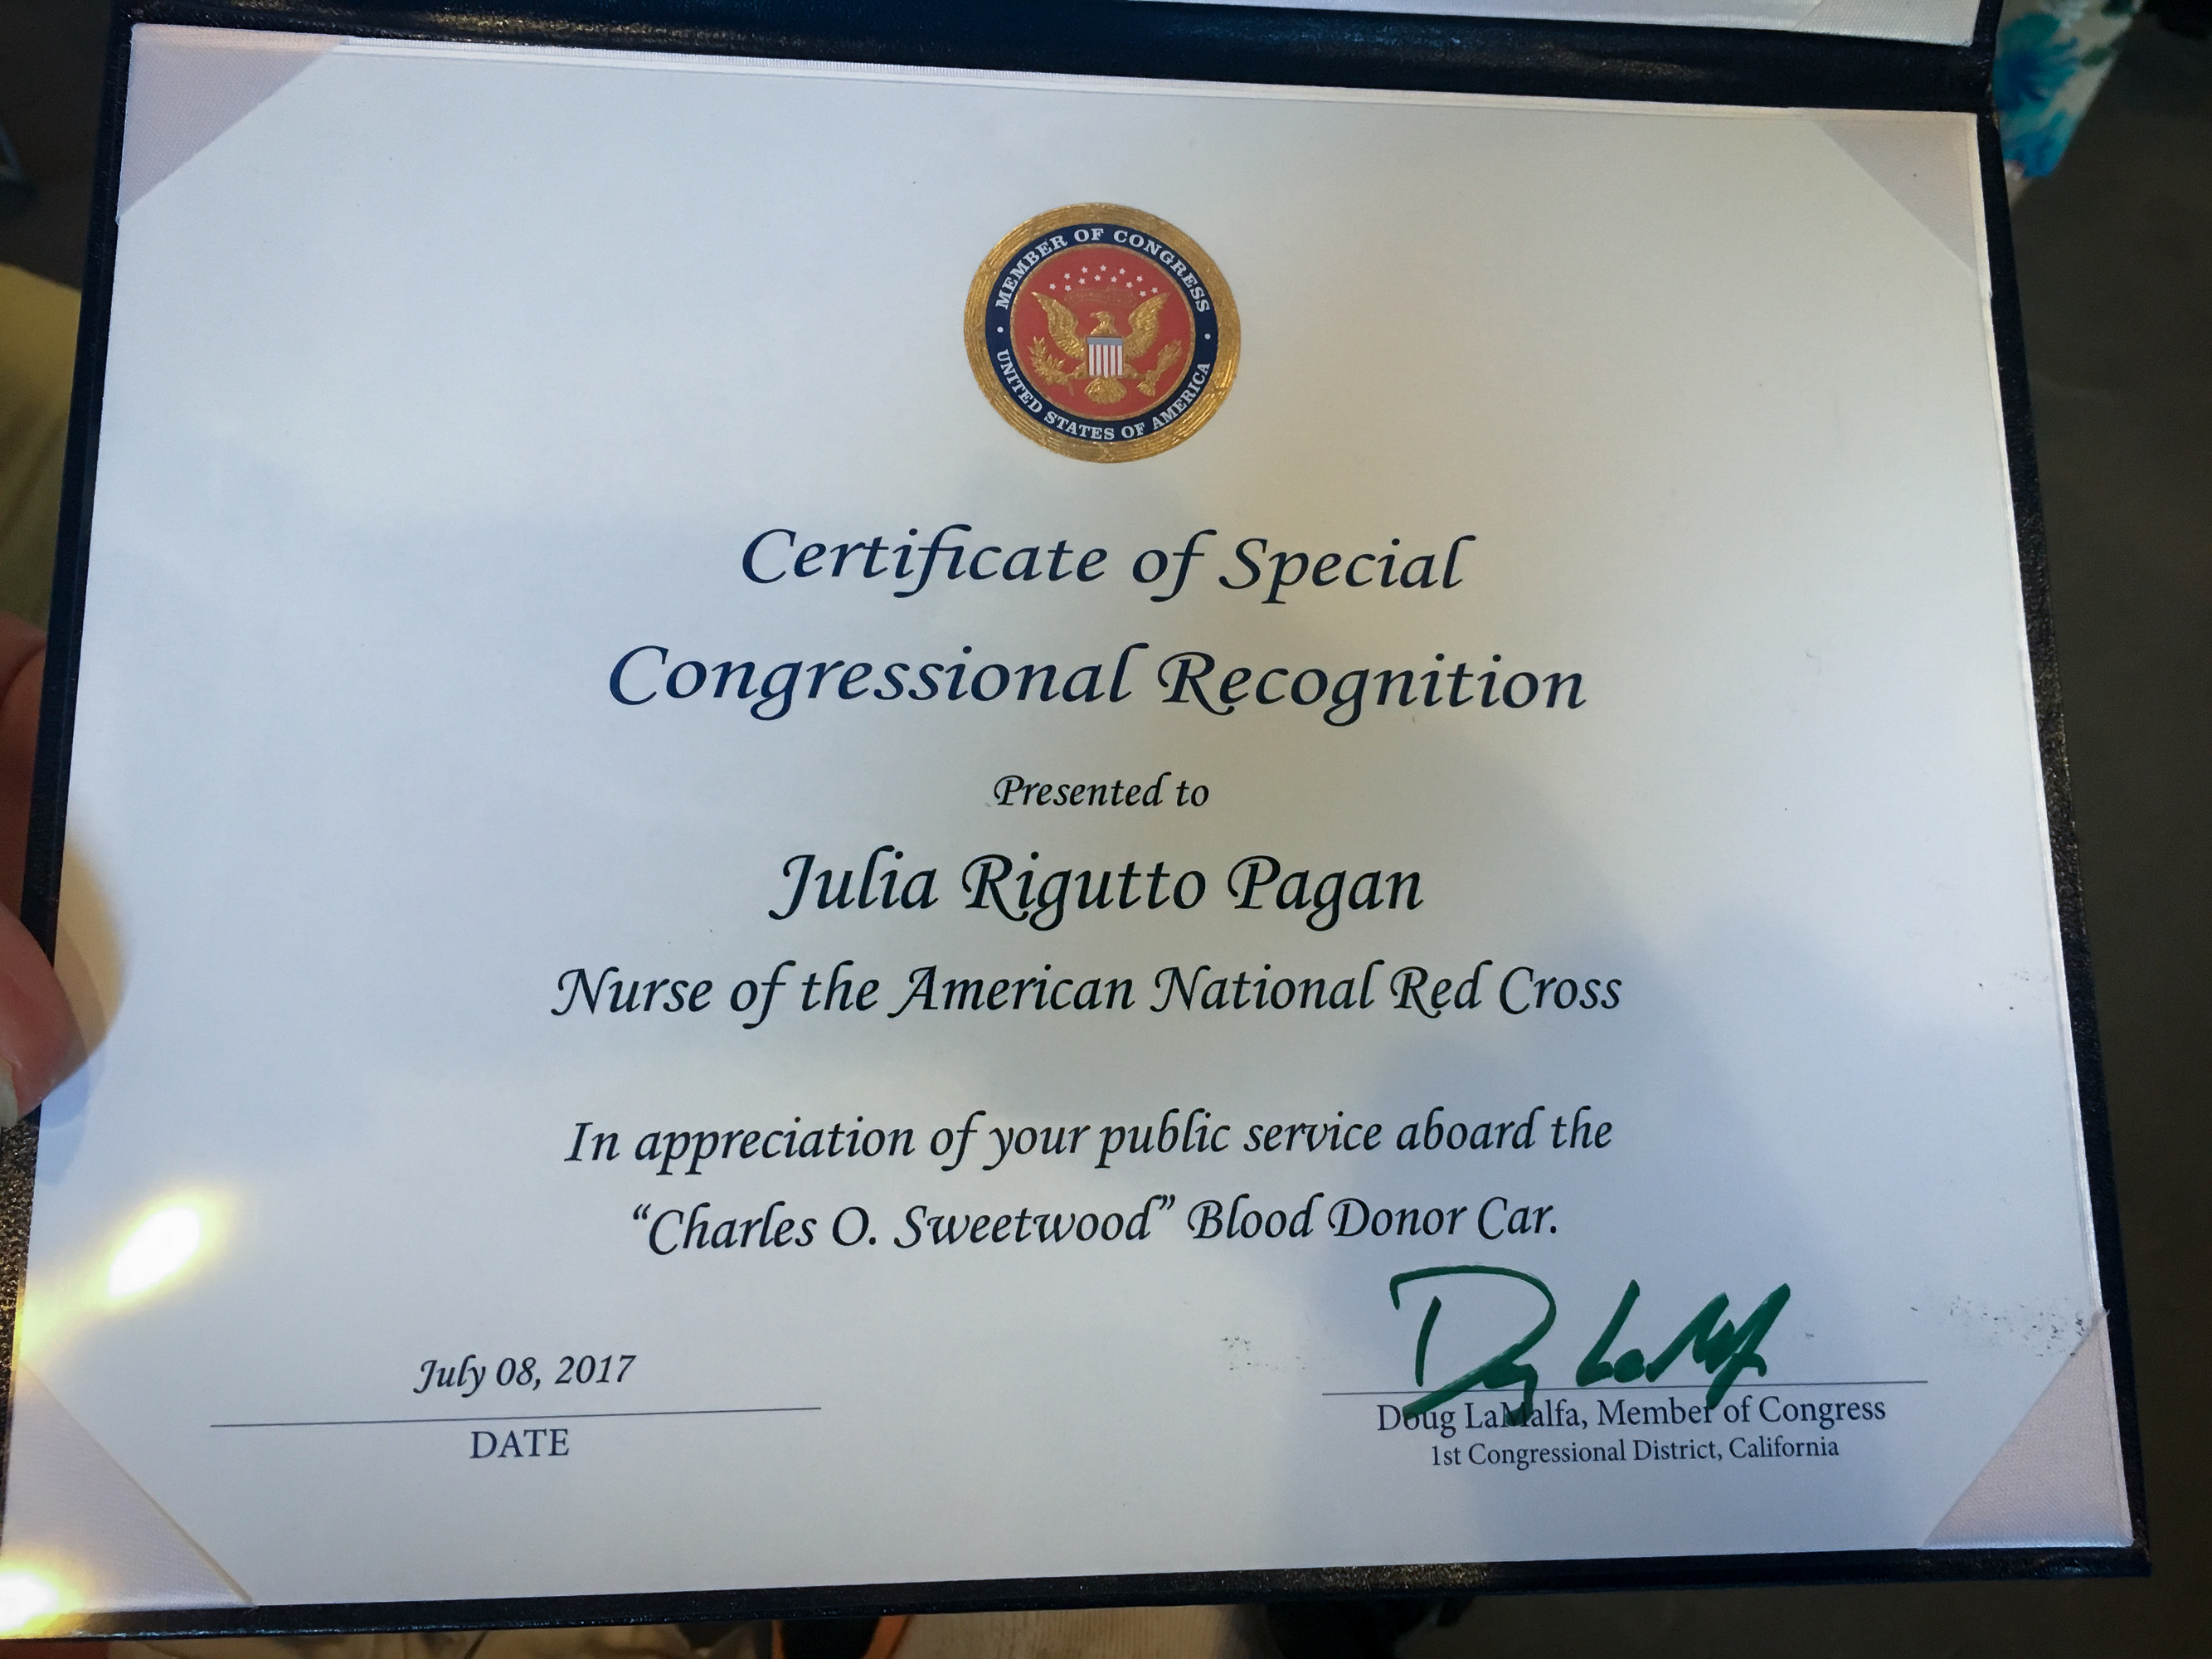 MEMBER OF CONGRESS
UNITED STATES OF AMERICA
Certificate of Special
Congressional Recognition
Presented to
Julia Rigutto Pagan
Nurse of the American National Red Cross
In appreciation of your public service aboard the
“Charles O. Sweetwood” Blood Donor Car.
July 08, 2017
DATE
Doug LaMalfa
Doug LaMalfa, Member of Congress
1st Congressional District, California